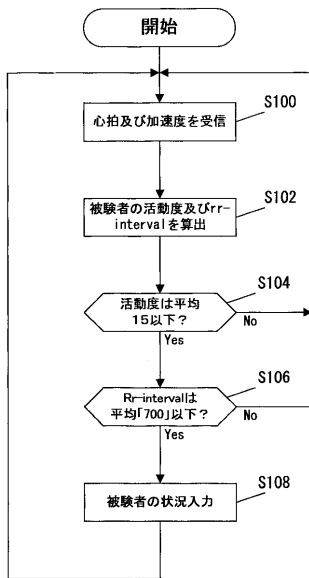 開始
S100
心拍及び加速度を受信
S102
被験者の活動度及びrr-
intervalを算出
S104
活動度は平均
15以下?
No
Yes
S106
Rr-intervalは
平均「700」以下?
No
Yes
S108
被験者の状況入力